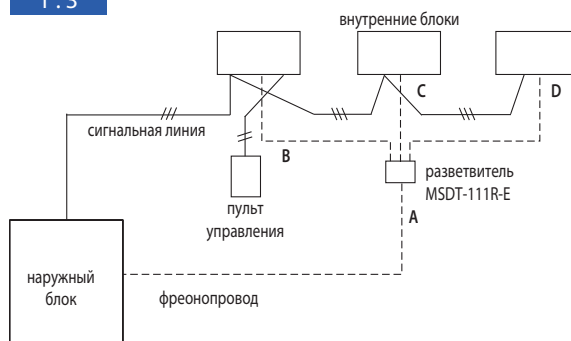 1 : 3
внутренние блоки
C
D
сигнальная линия
B
разветвитель
MSDT-111R-E
пульт
управления
A
наружный
блок
фреонопровод